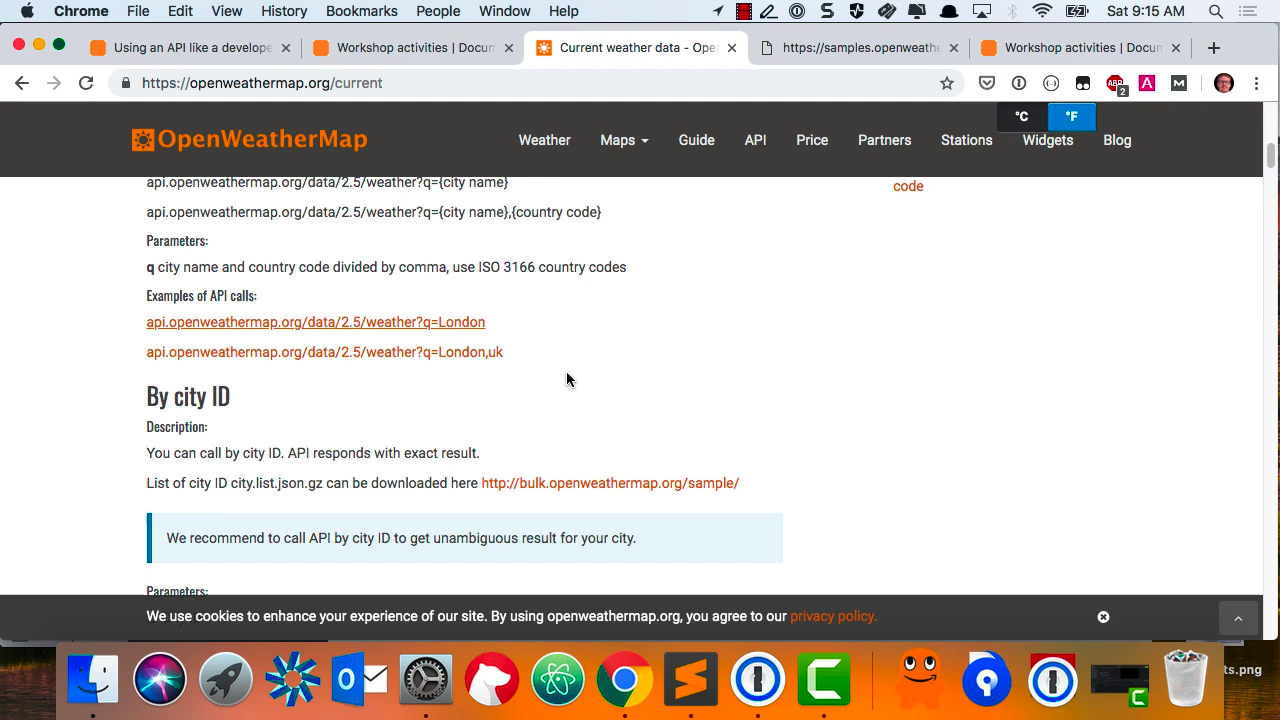 Chrome File Edit View History Bookmarks People Window Help Sat 9:15 AM
Using an API like a develope
Workshop activities | Docum
Current weather data - Open
https://samples.openweathe
Workshop activities | Docum
https://openweathermap.org/current
ABP
2
A
M
°C °F
OpenWeatherMap
Weather Maps Guide API Price Partners Stations Widgets Blog
api.openweathermap.org/data/2.5/weather?q={city name}
code
api.openweathermap.org/data/2.5/weather?q={city name},{country code}
Parameters:
q city name and country code divided by comma, use ISO 3166 country codes
Examples of API calls:
api.openweathermap.org/data/2.5/weather?q=London
api.openweathermap.org/data/2.5/weather?q=London,uk
By city ID
Description:
You can call by city ID. API responds with exact result.
List of city ID city.list.json.gz can be downloaded here http://bulk.openweathermap.org/sample/
We recommend to call API by city ID to get unambiguous result for your city.
Parameters:
We use cookies to enhance your experience of our site. By using openweathermap.org, you agree to our privacy policy.
ts.png